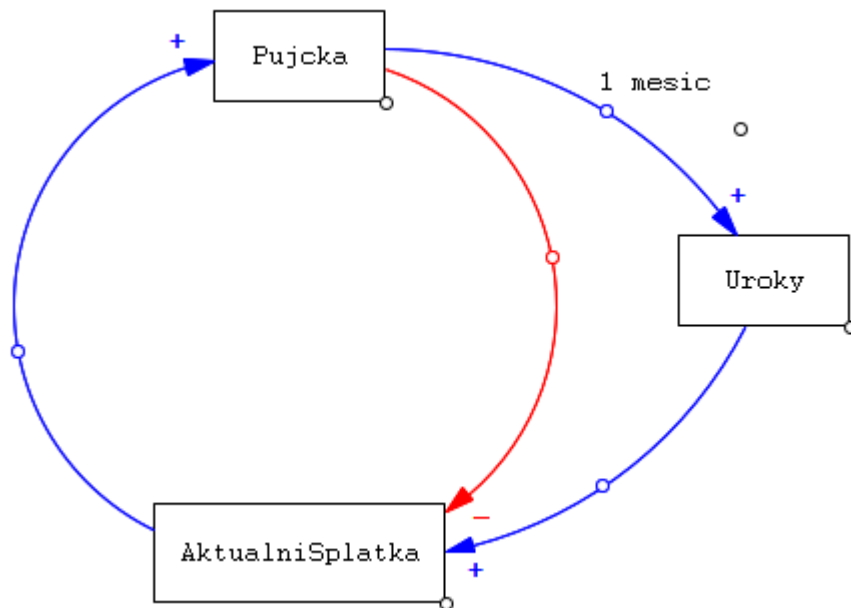 +
Pujcka
1 mesic
+
Uroky
−
AktualniSplatka
+